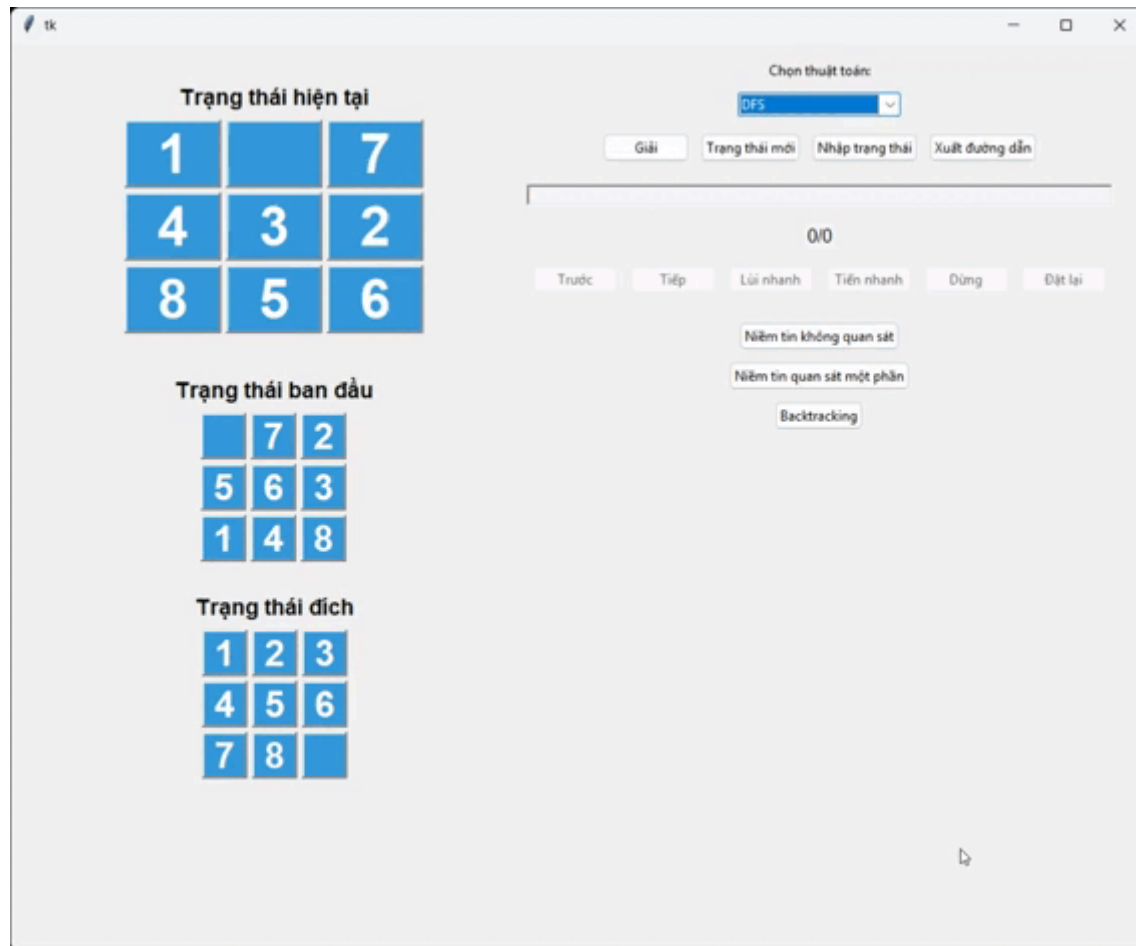 tk
Trạng thái hiện tại
1 7
4 3 2
8 5 6
Trạng thái ban đầu
7 2
5 6 3
1 4 8
Trạng thái đích
1 2 3
4 5 6
7 8
Chọn thuật toán:
DFS
Giải Trạng thái mới Nhập trạng thái Xuất đường dẫn
0/0
Trước Tiếp Lùi nhanh Tiến nhanh Dừng Đặt lại
Niềm tin không quan sát
Niềm tin quan sát một phần
Backtracking